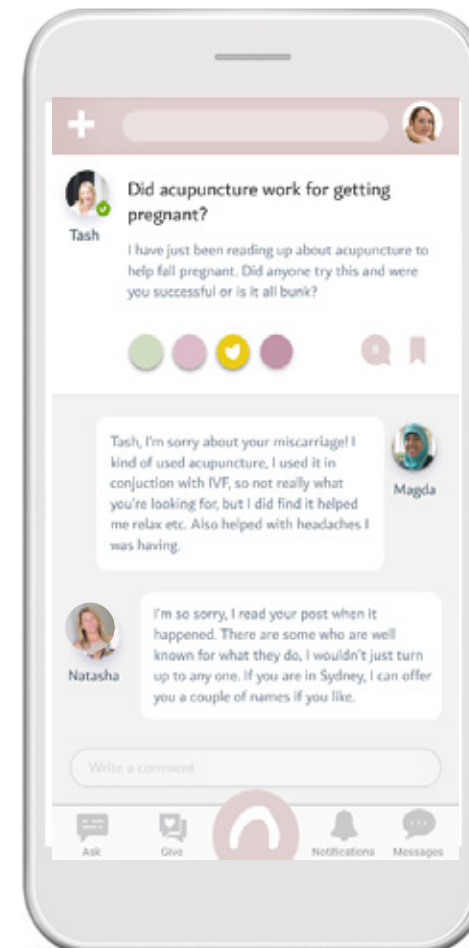 Tash
Did acupuncture work for getting
pregnant?
I have just been reading up about acupuncture to
help fall pregnant. Did anyone try this and were
you successful or is it all bunk?
8
Tash, I'm sorry about your miscarriage! I
kind of used acupuncture, I used it in
conjuction with IVF, so not really what
you're looking for, but I did find it helped
me relax etc. Also helped with headaches I
was having.
Magda
Natasha
I'm so sorry, I read your post when it
happened. There are some who are well
known for what they do, I wouldn't just turn
up to any one. If you are in Sydney, I can offer
you a couple of names if you like.
Write a comment
Ask
Give
Notifications
Messages